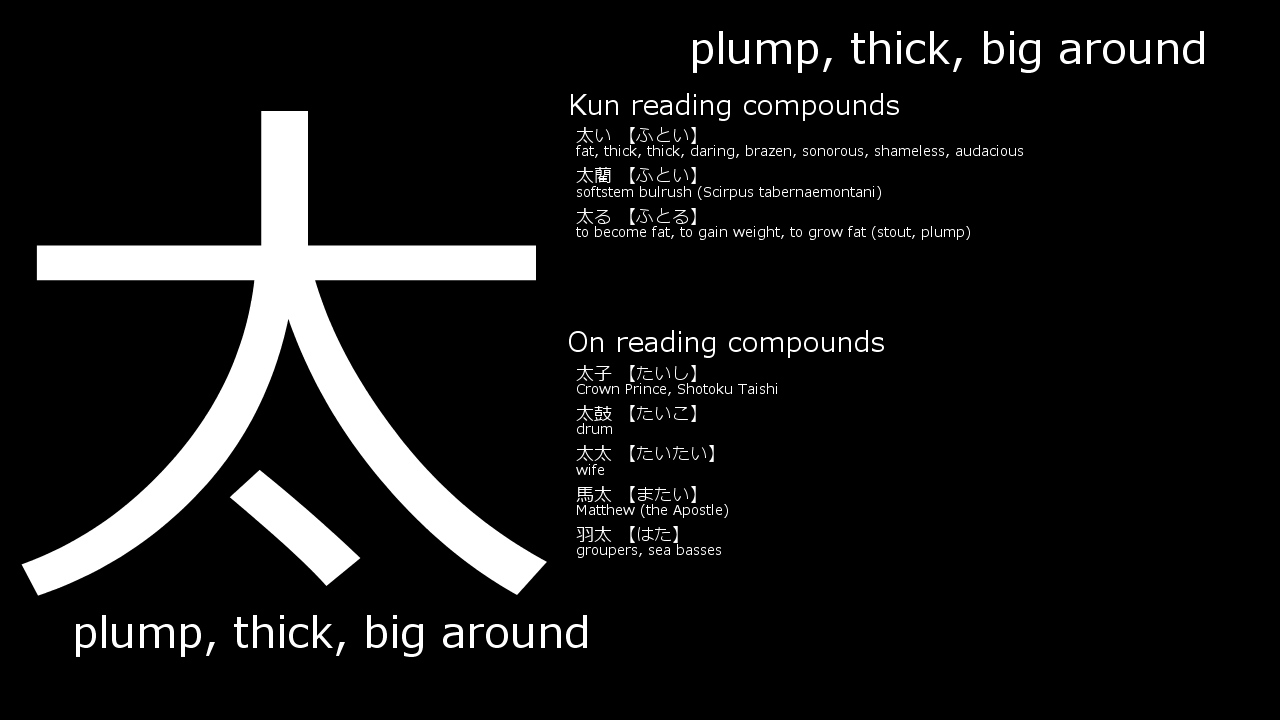 太
plump, thick, big around
plump, thick, big around
Kun reading compounds
太い 【ふとい】
fat, thick, thick, daring, brazen, sonorous, shameless, audacious
太藺 【ふとい】
softstem bulrush (Scirpus tabernaemontani)
太る 【ふとる】
to become fat, to gain weight, to grow fat (stout, plump)
On reading compounds
太子 【たいし】
Crown Prince, Shotoku Taishi
太鼓 【たいこ】
drum
太太 【たいたい】
wife
馬太 【またい】
Matthew (the Apostle)
羽太 【はた】
groupers, sea basses